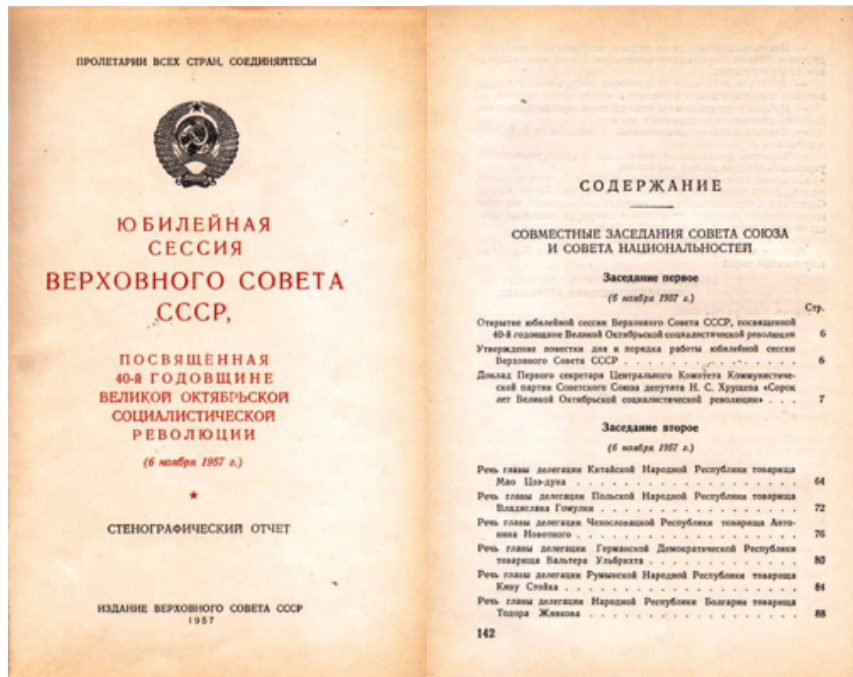 ПРОЛЕТАРИИ ВСЕХ СТРАН, СОЕДИНЯЙТЕСЬ
ЮБИЛЕЙНАЯ
СЕССИЯ
ВЕРХОВНОГО СОВЕТА
СССР,
ПОСВЯЩЕННАЯ
40-й ГОДОВЩИНЕ
ВЕЛИКОЙ ОКТЯБРЬСКОЙ
СОЦИАЛИСТИЧЕСКОЙ
РЕВОЛЮЦИИ
(6 ноября 1957 г.)
СТЕНОГРАФИЧЕСКИЙ ОТЧЕТ
ИЗДАНИЕ ВЕРХОВНОГО СОВЕТА СССР
1957
СОДЕРЖАНИЕ
СОВМЕСТНЫЕ ЗАСЕДАНИЯ СОВЕТА СОЮЗА
И СОВЕТА НАЦИОНАЛЬНОСТЕЙ
Заседание первое
(6 ноября 1957 г.)
Стр.
Открытие юбилейной сессии Верховного Совета СССР, посвященной
40-й годовщине Великой Октябрьской социалистической революции 6
Утверждение повестки дня и порядка работы юбилейной сессии
Верховного Совета СССР . . . . . . . . . . . . . . . . 6
Доклад Первого секретаря Центрального Комитета Коммунистиче-
ской партии Советского Союза депутата Н. С. Хрущева «Сорок
лет Великой Октябрьской социалистической революции» . . . 7
Заседание второе
(6 ноября 1957 г.)
Речь главы делегации Китайской Народной Республики товарища
Мао Цзэ-дуна . . . . . . . . . . . . . . . . . . . 64
Речь главы делегации Польской Народной Республики товарища
Владислава Гомулки . . . . . . . . . . . . . . . . . 72
Речь главы делегации Чехословацкой Республики товарища Анто-
нина Новотного . . . . . . . . . . . . . . . . . . 76
Речь главы делегации Германской Демократической Республики
товарища Вальтера Ульбрихта . . . . . . . . . . . . . 80
Речь главы делегации Румынской Народной Республики товарища
Киву Стойка . . . . . . . . . . . . . . . . . . . 84
Речь главы делегации Народной Республики Болгарии товарища
Тодора Живкова . . . . . . . . . . . . . . . . . . 88
142